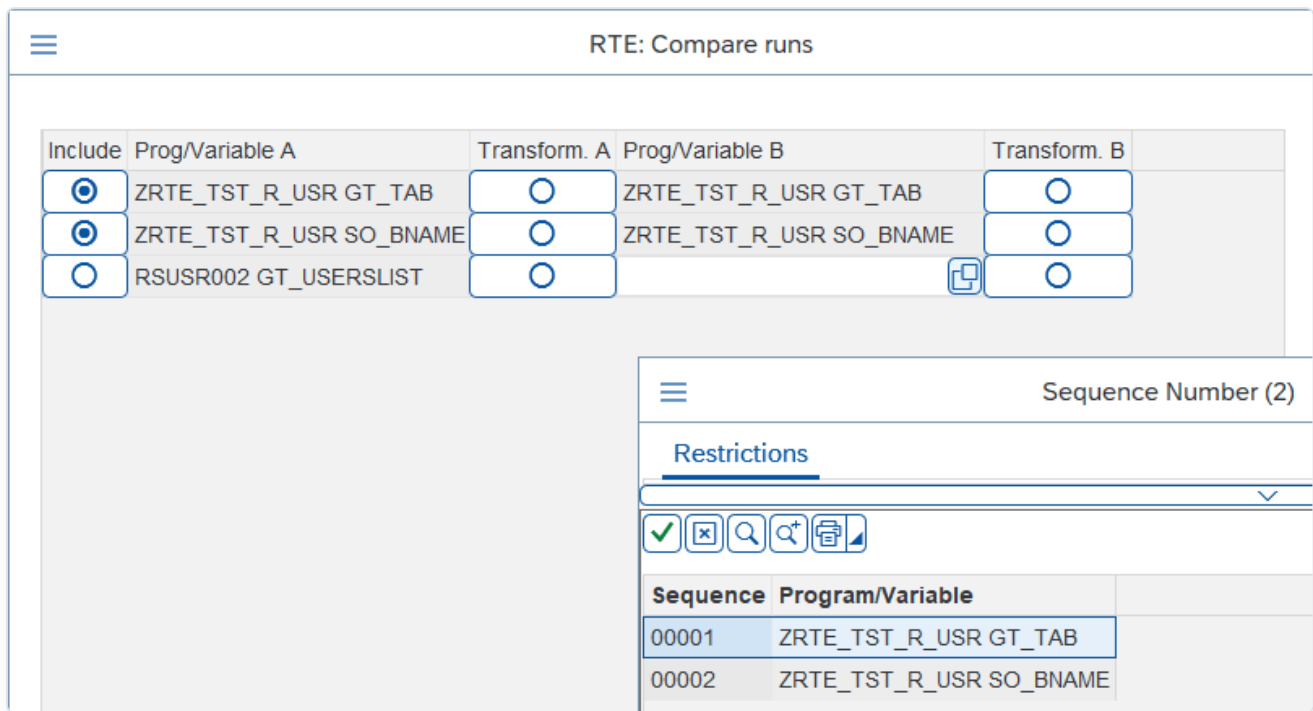 RTE: Compare runs
Include Prog/Variable A Transform. A Prog/Variable B Transform. B
ZRTE_TST_R_USR GT_TAB ZRTE_TST_R_USR GT_TAB
ZRTE_TST_R_USR SO_BNAME ZRTE_TST_R_USR SO_BNAME
RSUSR002 GT_USERSLIST
Sequence Number (2)
Restrictions
Sequence Program/Variable
00001 ZRTE_TST_R_USR GT_TAB
00002 ZRTE_TST_R_USR SO_BNAME